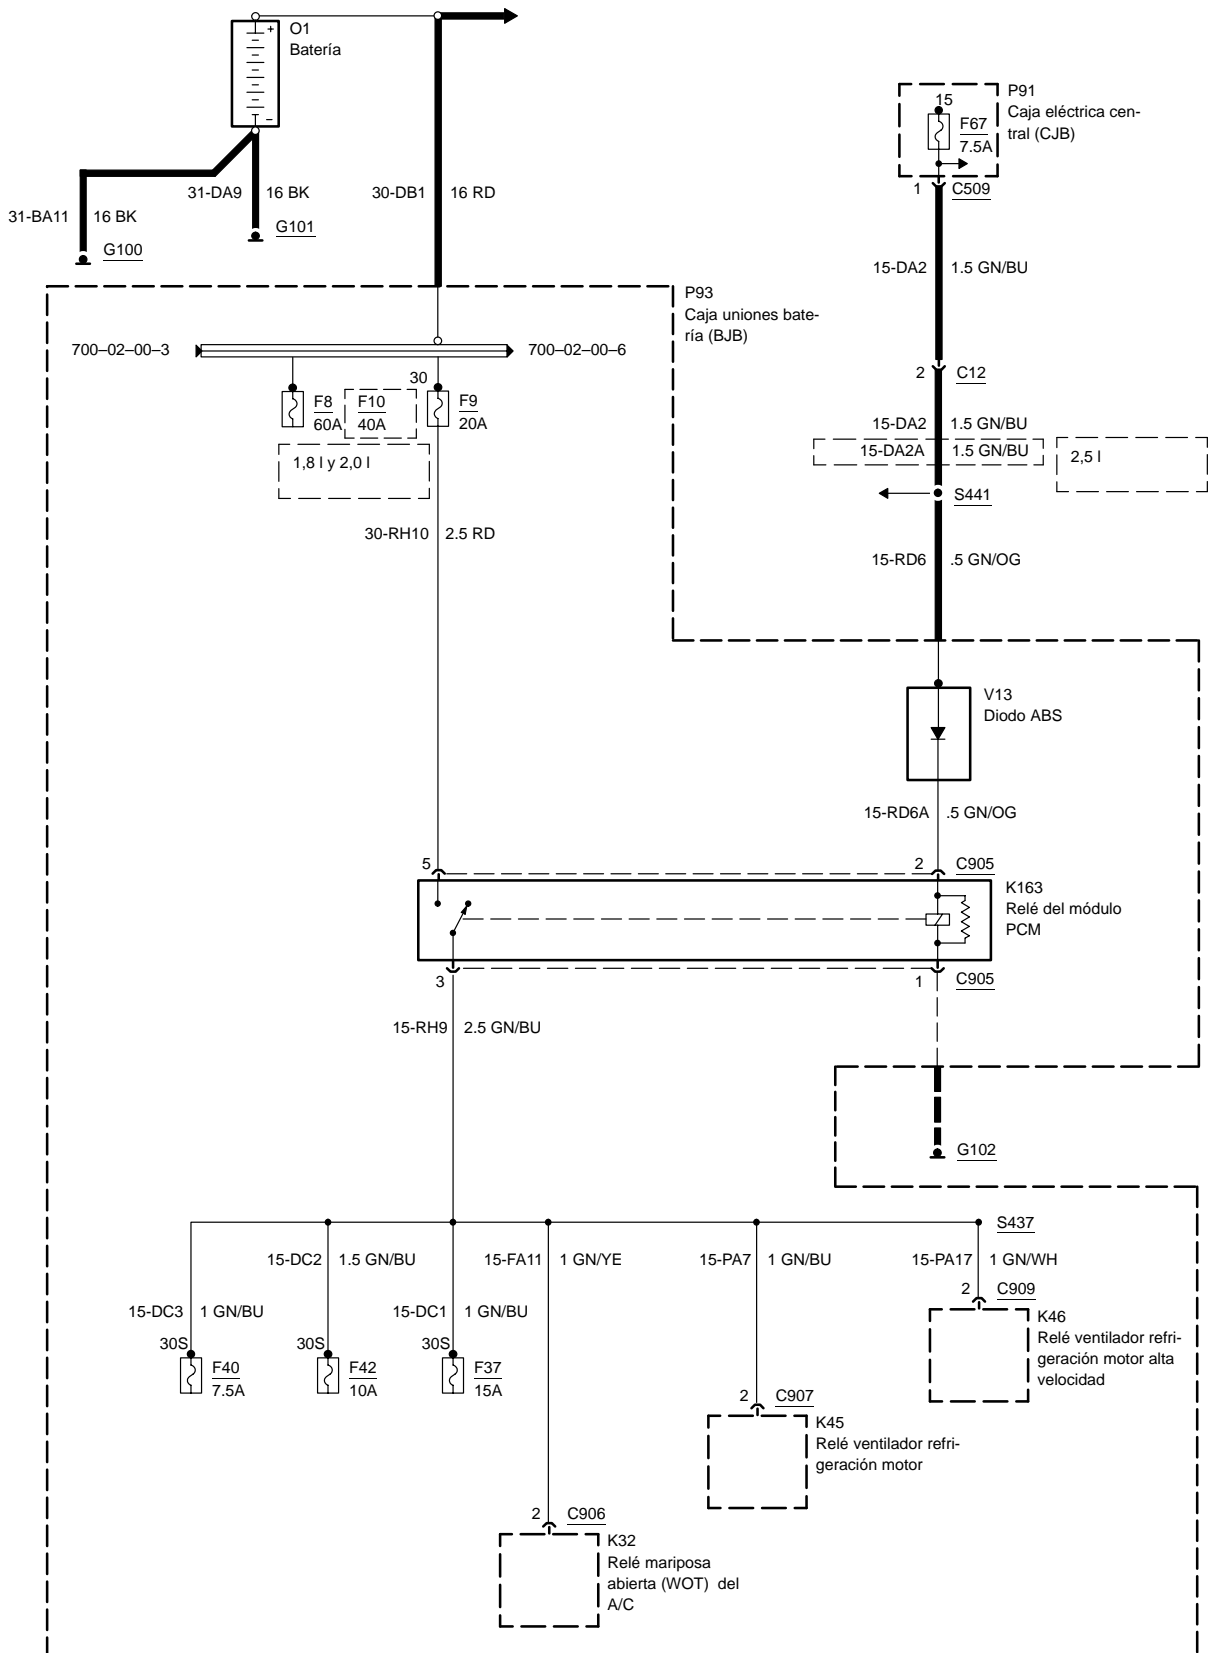 +
O1
Batería
–
P91
Caja eléctrica cen-
tral (CJB)
15
F67
7.5A
1
C509
31-DA9
16 BK
30-DB1
16 RD
31-BA11
16 BK
G101
G100
15-DA2
1.5 GN/BU
P93
Caja uniones bate-
ría (BJB)
700–02–00–3
700–02–00–6
2
C12
30
F8
60A
F10
40A
F9
20A
15-DA2
1.5 GN/BU
15-DA2A
1.5 GN/BU
2,5 l
1,8 l y 2,0 l
S441
30-RH10
2.5 RD
15-RD6
.5 GN/OG
V13
Diodo ABS
15-RD6A
.5 GN/OG
5
2
C905
K163
Relé del módulo
PCM
3
1
C905
15-RH9
2.5 GN/BU
G102
S437
15-DC2
1.5 GN/BU
15-FA11
1 GN/YE
15-PA7
1 GN/BU
15-PA17
1 GN/WH
2
C909
15-DC3
1 GN/BU
15-DC1
1 GN/BU
K46
Relé ventilador refri-
geración motor alta
velocidad
30S
F40
7.5A
30S
F42
10A
30S
F37
15A
2
C907
K45
Relé ventilador refri-
geración motor
2
C906
K32
Relé mariposa
abierta (WOT) del
A/C